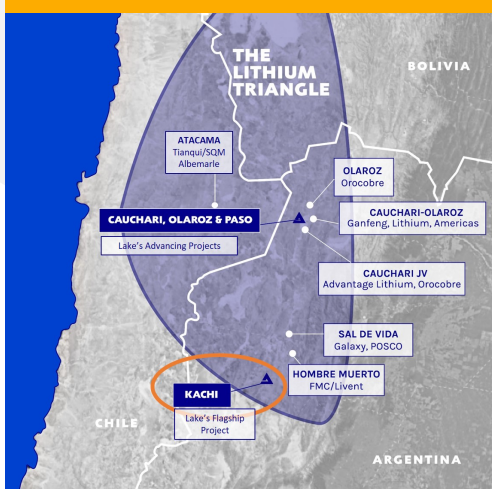 THE
LITHIUM
TRIANGLE
BOLIVIA
ATACAMA
Tianqui/SQM
Albemarle
OLAROZ
Orocobre
CAUCHARI, OLAROZ & PASO
Lake's Advancing Projects
CAUCHARI-OLAROZ
Ganfeng, Lithium, Americas
CAUCHARI JV
Advantage Lithium, Orocobre
SAL DE VIDA
Galaxy, POSCO
HOMBRE MUERTO
FMC/Livent
KACHI
Lake's Flagship
Project
CHILE
ARGENTINA